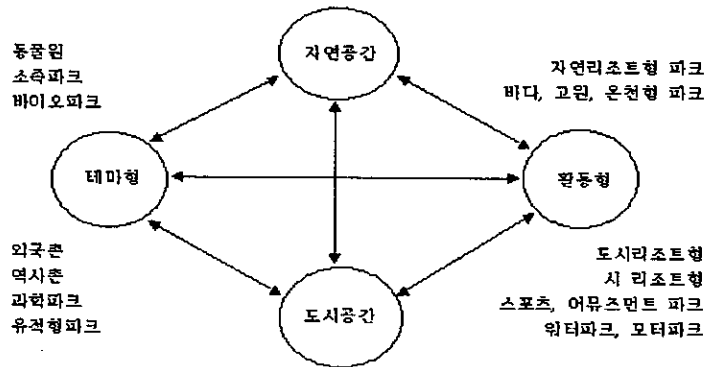 동물원
소죽파크
바이오파크
자연공간
자연리조트형 파크
바다, 고원, 온천형 파크
테마형
활동형
외국촌
역사촌
과학파크
유적형파크
도시공간
도시리조트형
시 리조트형
스포츠, 어뮤즈먼트 파크
워터파크, 모터파크